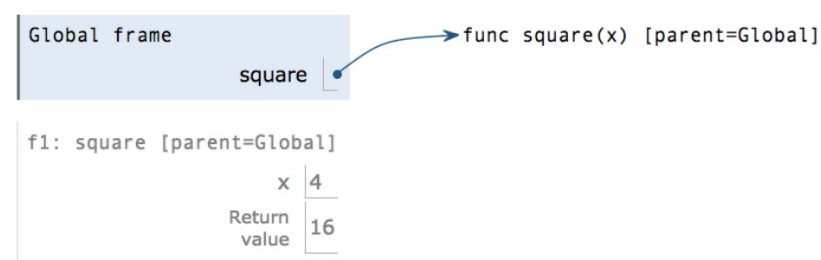 Global frame
func square(x) [parent=Global]
square
f1: square [parent=Global]
x 4
Return
value 16